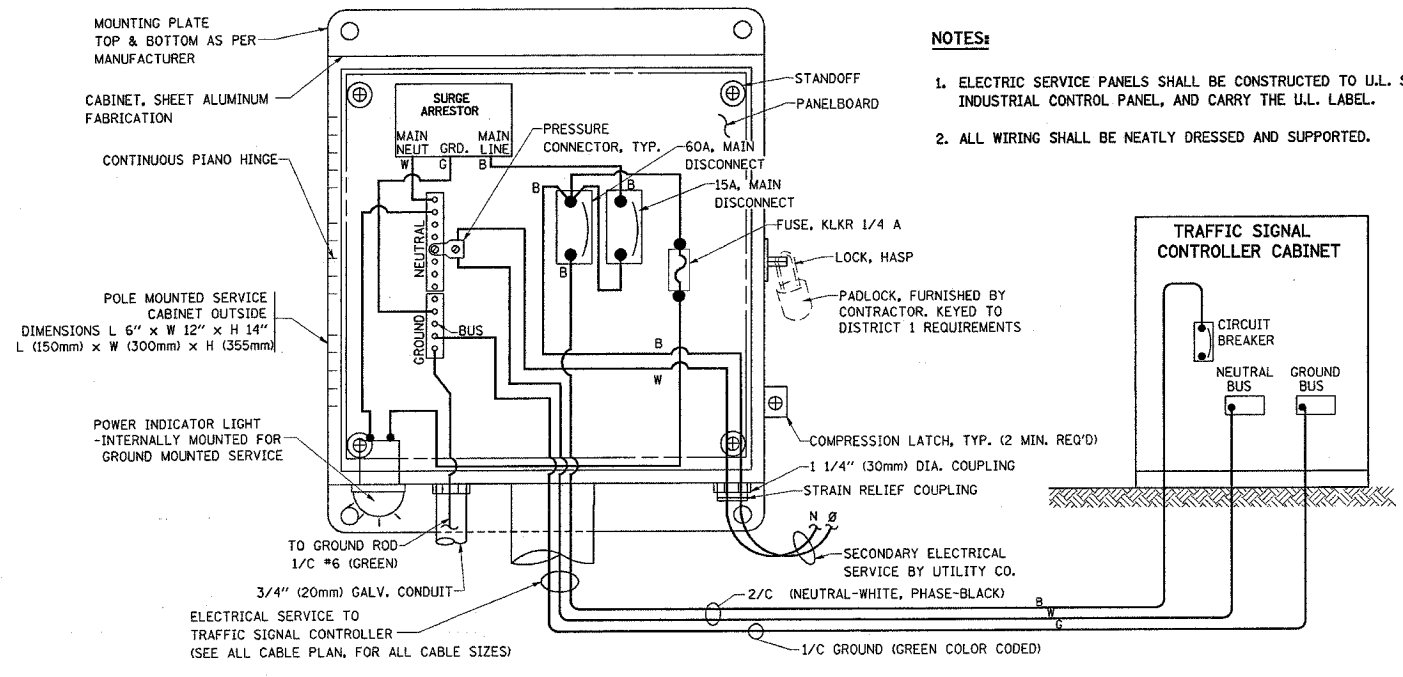 MOUNTING PLATE
TOP & BOTTOM AS PER
MANUFACTURER
CABINET, SHEET ALUMINUM
FABRICATION
CONTINUOUS PIANO HINGE
POLE MOUNTED SERVICE
CABINET OUTSIDE
DIMENSIONS L 6" x W 12" x H 14"
L (150mm) x W (300mm) x H (355mm)
POWER INDICATOR LIGHT
-INTERNALLY MOUNTED FOR
GROUND MOUNTED SERVICE
TO GROUND ROD
1/C #6 (GREEN)
3/4" (20mm) GALV. CONDUIT
ELECTRICAL SERVICE TO
TRAFFIC SIGNAL CONTROLLER
(SEE ALL CABLE PLAN, FOR ALL CABLE SIZES)
SURGE
ARRESTOR
MAIN
NEUT
GRD.
MAIN
LINE
W
G
B
PRESSURE
CONNECTOR, TYP.
NEUTRAL
GROUND
BUS
B
B
B
B
W
STANDOFF
PANELBOARD
60A, MAIN
DISCONNECT
15A, MAIN
DISCONNECT
FUSE, KLKR 1/4 A
LOCK, HASP
PADLOCK, FURNISHED BY
CONTRACTOR. KEYED TO
DISTRICT 1 REQUIREMENTS
COMPRESSION LATCH, TYP. (2 MIN. REQ'D)
1 1/4" (30mm) DIA. COUPLING
STRAIN RELIEF COUPLING
N Ø
SECONDARY ELECTRICAL
SERVICE BY UTILITY CO.
2/C (NEUTRAL-WHITE, PHASE-BLACK)
B
W
G
1/C GROUND (GREEN COLOR CODED)
NOTES:
1. ELECTRIC SERVICE PANELS SHALL BE CONSTRUCTED TO U.L.
INDUSTRIAL CONTROL PANEL, AND CARRY THE U.L. LABEL.
2. ALL WIRING SHALL BE NEATLY DRESSED AND SUPPORTED.
TRAFFIC SIGNAL
CONTROLLER CABINET
CIRCUIT
BREAKER
NEUTRAL
BUS
GROUND
BUS